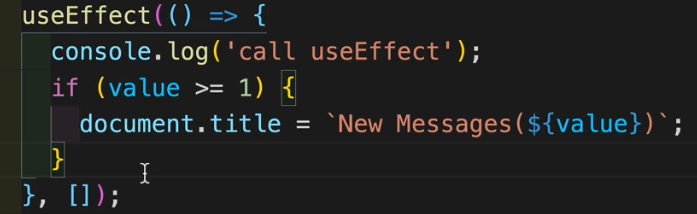 useEffect(() => {
console.log('call useEffect');
if (value >= 1) {
document.title = `New Messages(${value})`;
}
}, []);